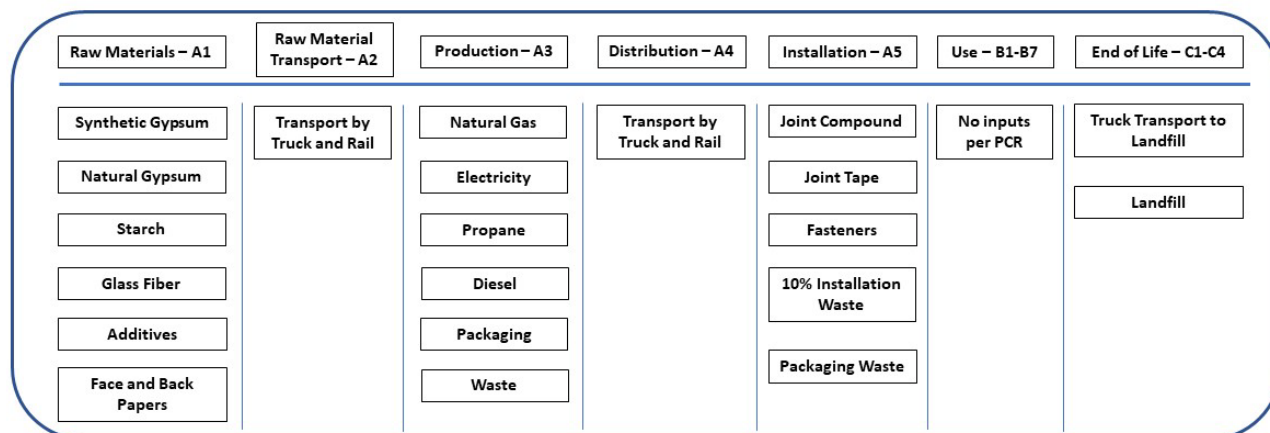 Raw Materials – A1
Raw Material
Transport – A2
Production – A3
Distribution – A4
Installation – A5
Use – B1-B7
End of Life – C1-C4
Synthetic Gypsum
Natural Gypsum
Starch
Glass Fiber
Additives
Face and Back
Papers
Transport by
Truck and Rail
Natural Gas
Electricity
Propane
Diesel
Packaging
Waste
Transport by
Truck and Rail
Joint Compound
Joint Tape
Fasteners
10% Installation
Waste
Packaging Waste
No inputs
per PCR
Truck Transport to
Landfill
Landfill